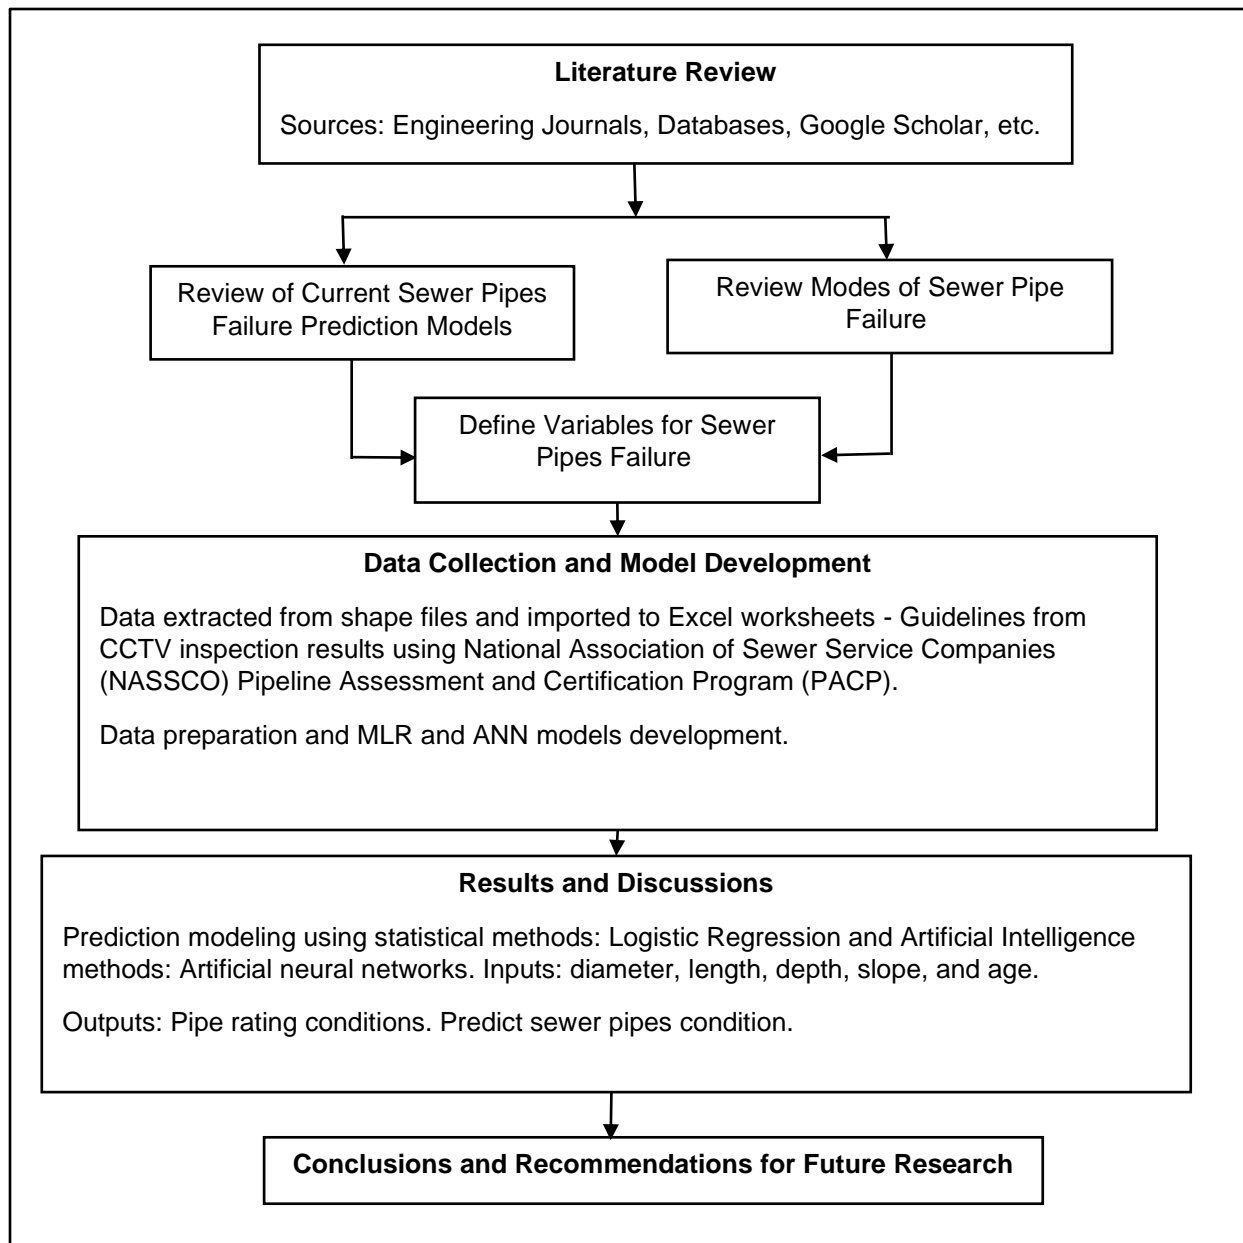 Literature Review
Sources: Engineering Journals, Databases, Google Scholar, etc.
Review of Current Sewer Pipes
Failure Prediction Models
Review Modes of Sewer Pipe
Failure
Define Variables for Sewer
Pipes Failure
Data Collection and Model Development
Data extracted from shape files and imported to Excel worksheets - Guidelines from
CCTV inspection results using National Association of Sewer Service Companies
(NASSCO) Pipeline Assessment and Certification Program (PACP).
Data preparation and MLR and ANN models development.
Results and Discussions
Prediction modeling using statistical methods: Logistic Regression and Artificial Intelligence
methods: Artificial neural networks. Inputs: diameter, length, depth, slope, and age.
Outputs: Pipe rating conditions. Predict sewer pipes condition.
Conclusions and Recommendations for Future Research